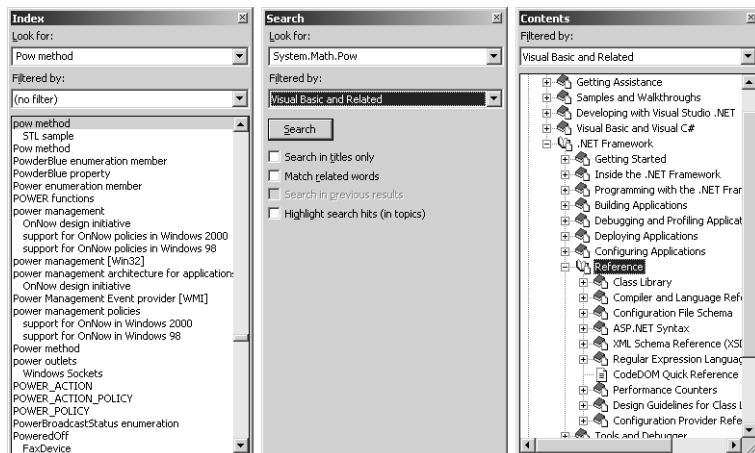 Index
Look for:
Pow method
Filtered by:
(no filter)
pow method
STL sample
Pow method
PowderBlue enumeration member
PowderBlue property
Power enumeration member
POWER functions
power management
OnNow design initiative
support for OnNow policies in Windows 2000
support for OnNow policies in Windows 98
power management [Win32]
power management architecture for applications
OnNow design initiative
Power Management Event provider [WMI]
power management policies
support for OnNow in Windows 2000
support for OnNow in Windows 98
Power method
power outlets
Windows Sockets
POWER_ACTION
POWER_ACTION_POLICY
POWER_POLICY
PowerBroadcastStatus enumeration
PoweredOff
FaxDevice
Search
Look for:
System.Math.Pow
Filtered by:
Visual Basic and Related
Search
Search in titles only
Match related words
Search in previous results
Highlight search hits (in topics)
Contents
Filtered by:
Visual Basic and Related
Getting Assistance
Samples and Walkthroughs
Developing with Visual Studio .NET
Visual Basic and Visual C#
.NET Framework
Getting Started
Inside the .NET Framework
Programming with the .NET Fram
Building Applications
Debugging and Profiling Applicat
Deploying Applications
Configuring Applications
Reference
Class Library
Compiler and Language Refe
Configuration File Schema
ASP.NET Syntax
XML Schema Reference (XSD
Regular Expression Languag
CodeDOM Quick Reference
Performance Counters
Design Guidelines for Class L
Configuration Provider Refe
Tools and Debugger